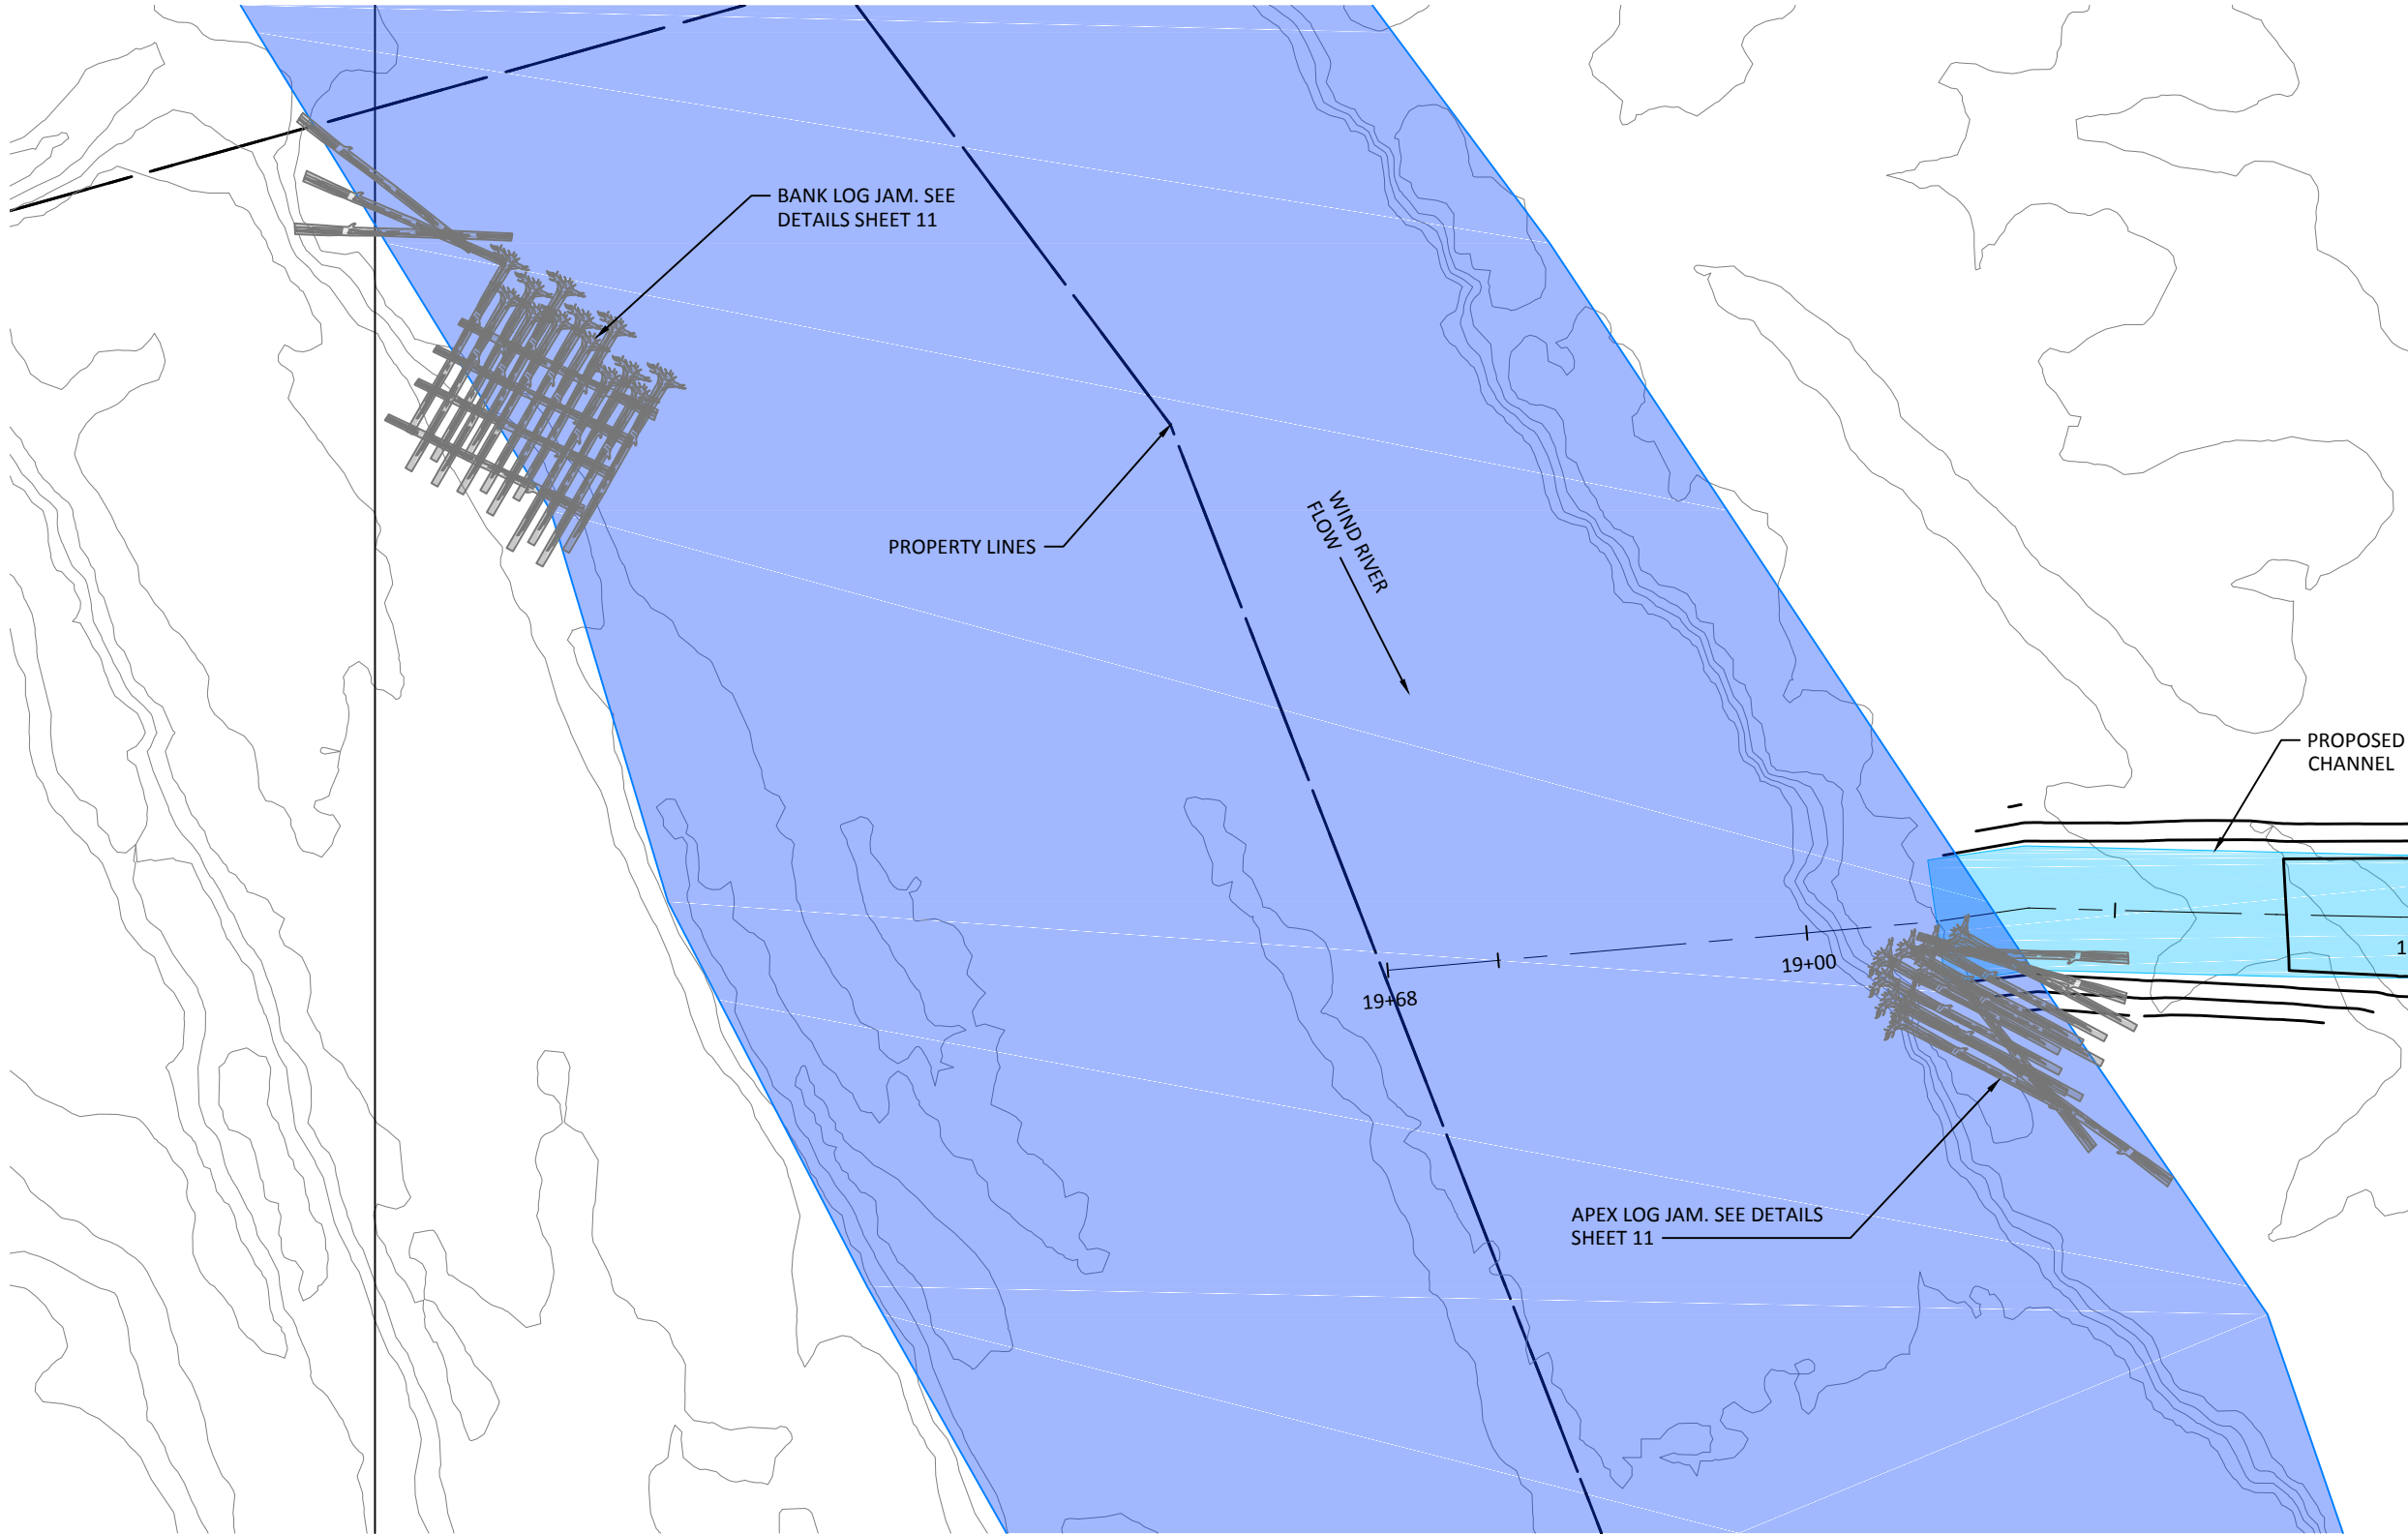 BANK LOG JAM. SEE
DETAILS SHEET 11
PROPERTY LINES
WIND RIVER
FLOW
PROPOSED
CHANNEL
19+00
1
19+68
APEX LOG JAM. SEE DETAILS
SHEET 11